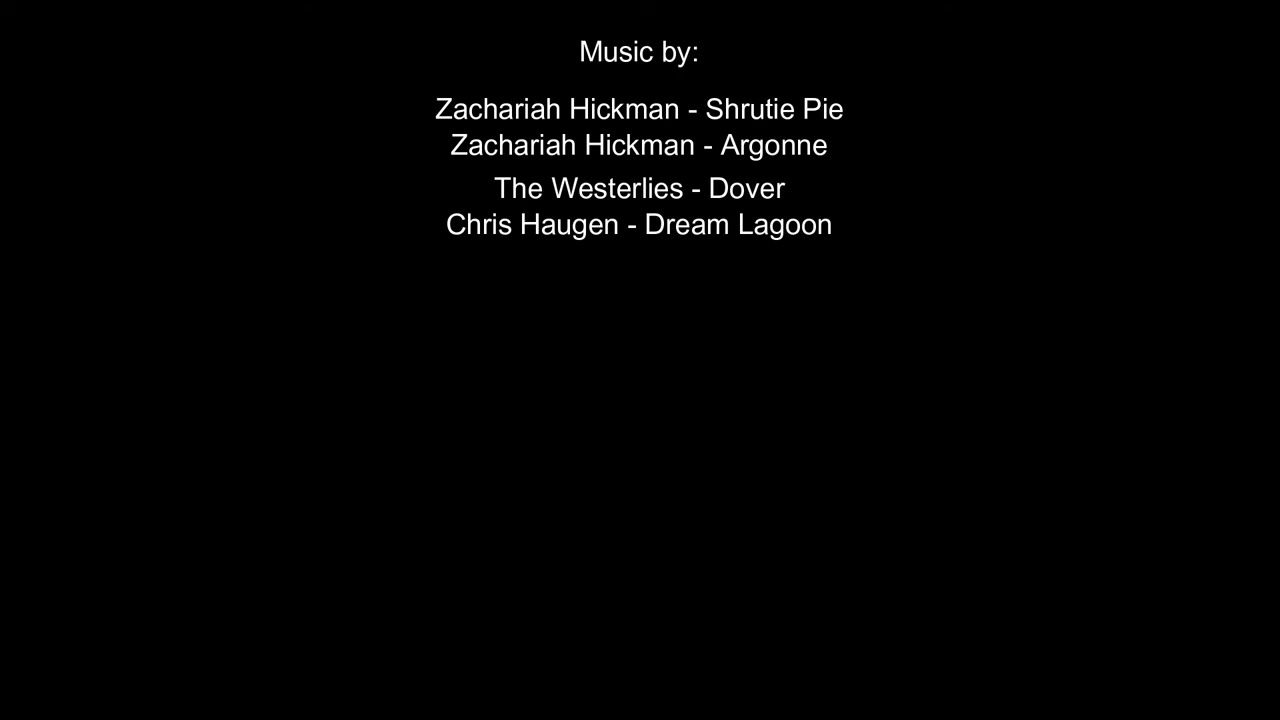 Music by:
Zachariah Hickman - Shrutie Pie
Zachariah Hickman - Argonne
The Westerlies - Dover
Chris Haugen - Dream Lagoon